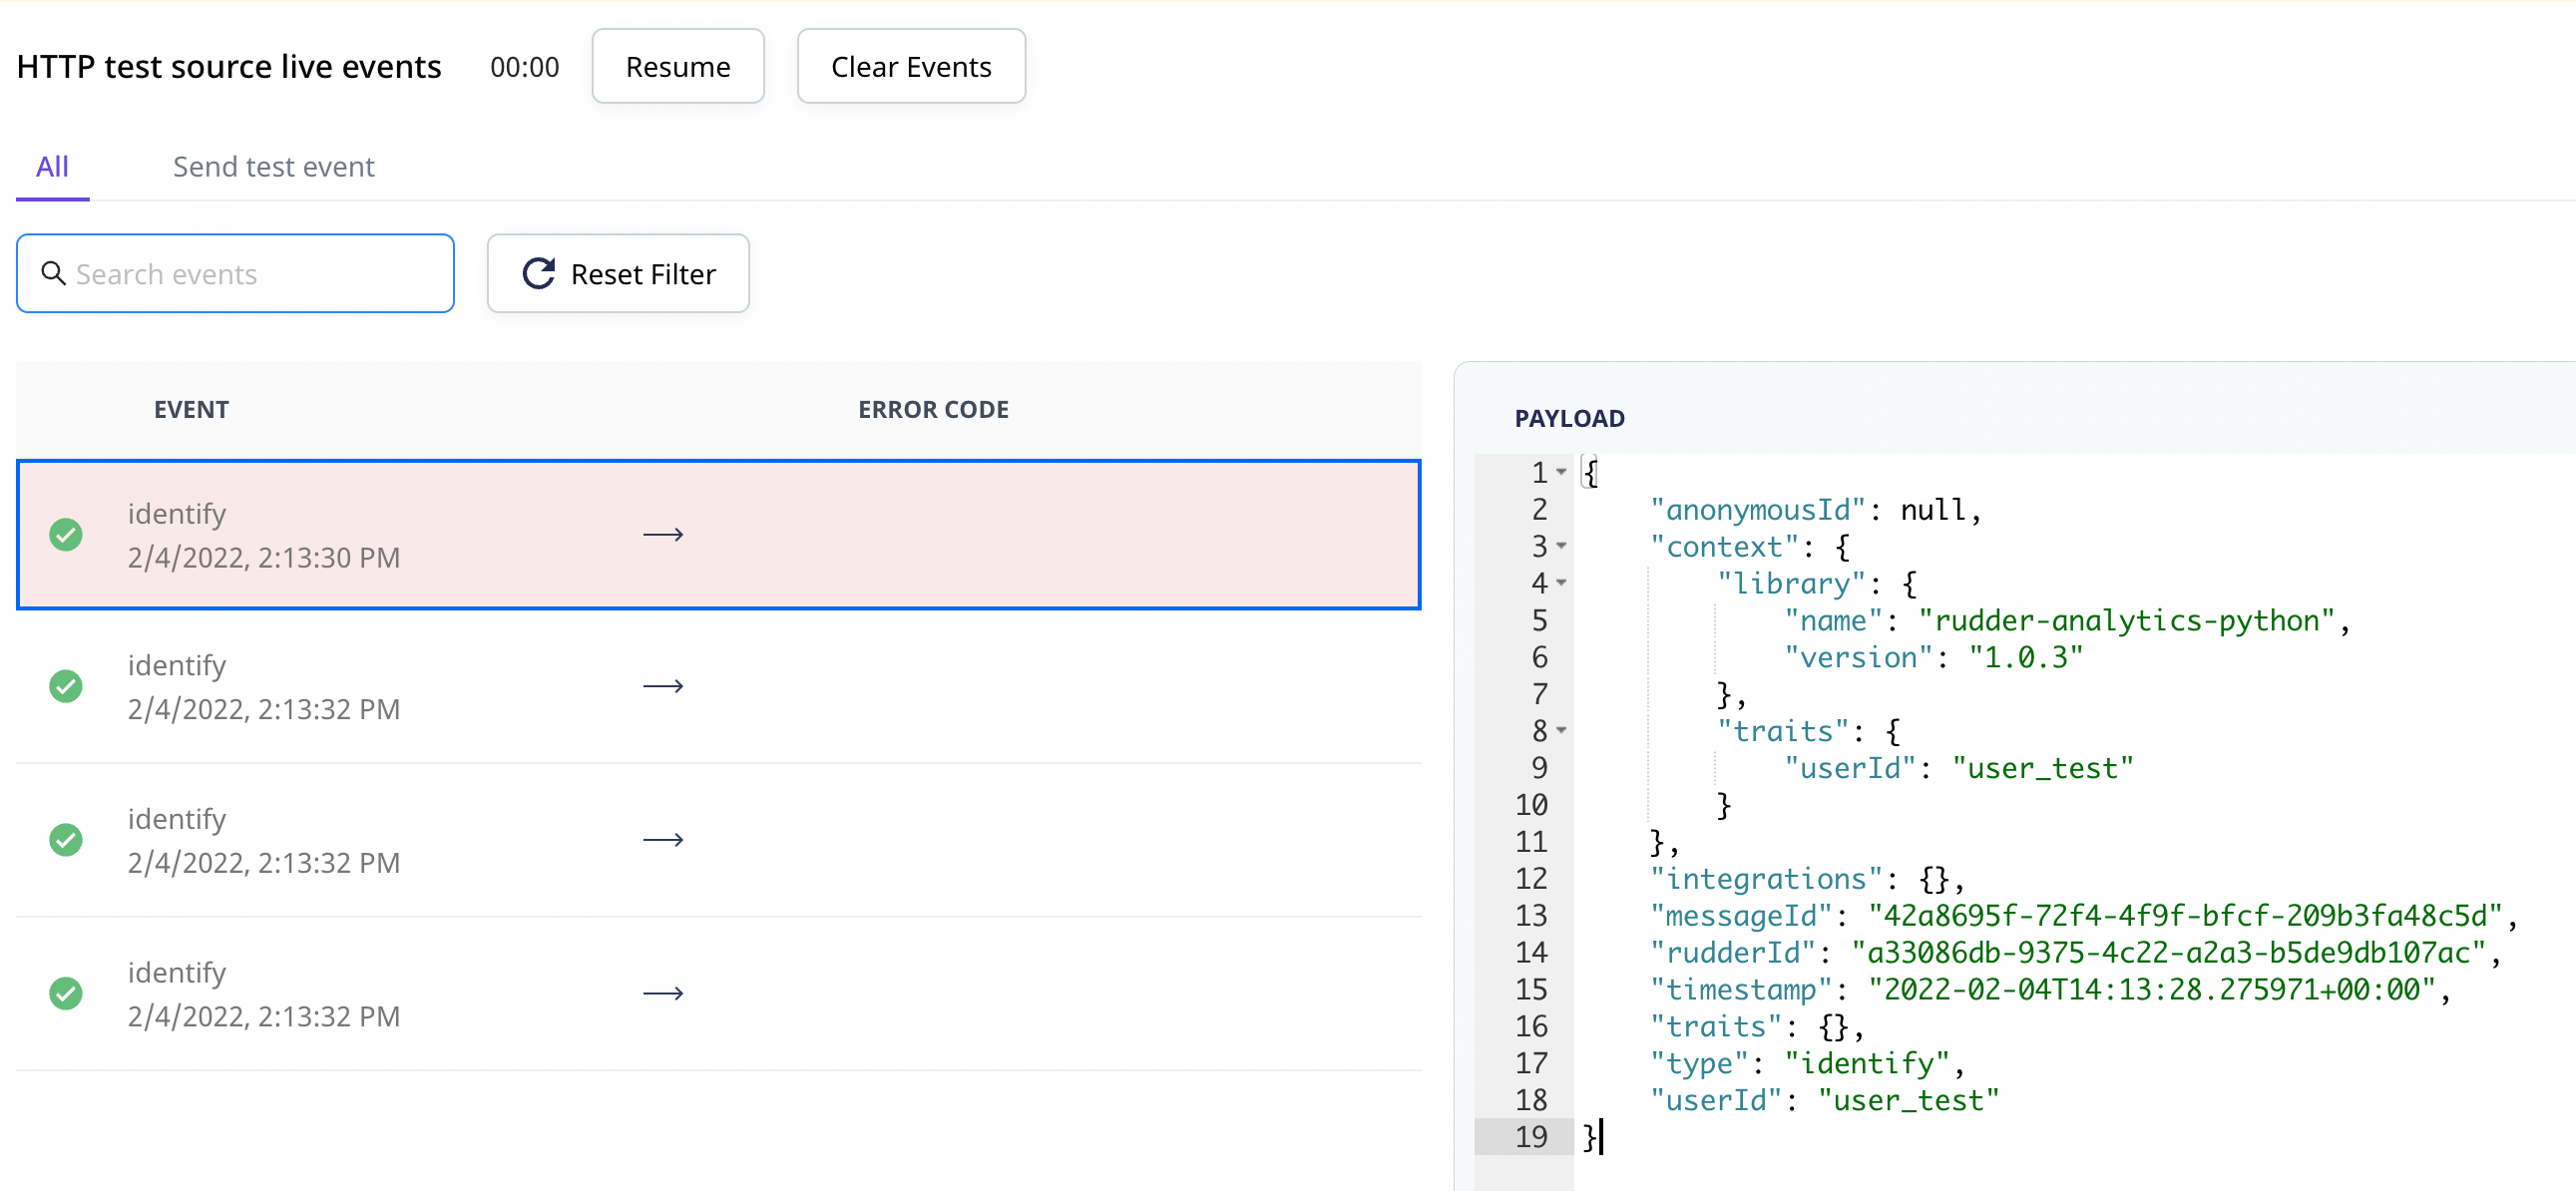 HTTP test source live events 00:00 Resume Clear Events
All Send test event
Search events Reset Filter
EVENT ERROR CODE
identify
2/4/2022, 2:13:30 PM
identify
2/4/2022, 2:13:32 PM
identify
2/4/2022, 2:13:32 PM
identify
2/4/2022, 2:13:32 PM
PAYLOAD
1 {
2 "anonymousId": null,
3 "context": {
4 "library": {
5 "name": "rudder-analytics-python",
6 "version": "1.0.3"
7 },
8 "traits": {
9 "userId": "user_test"
10 }
11 },
12 "integrations": {},
13 "messageId": "42a8695f-72f4-4f9f-bfcf-209b3fa48c5d",
14 "rudderId": "a33086db-9375-4c22-a2a3-b5de9db107ac",
15 "timestamp": "2022-02-04T14:13:28.275971+00:00",
16 "traits": {},
17 "type": "identify",
18 "userId": "user_test"
19 }